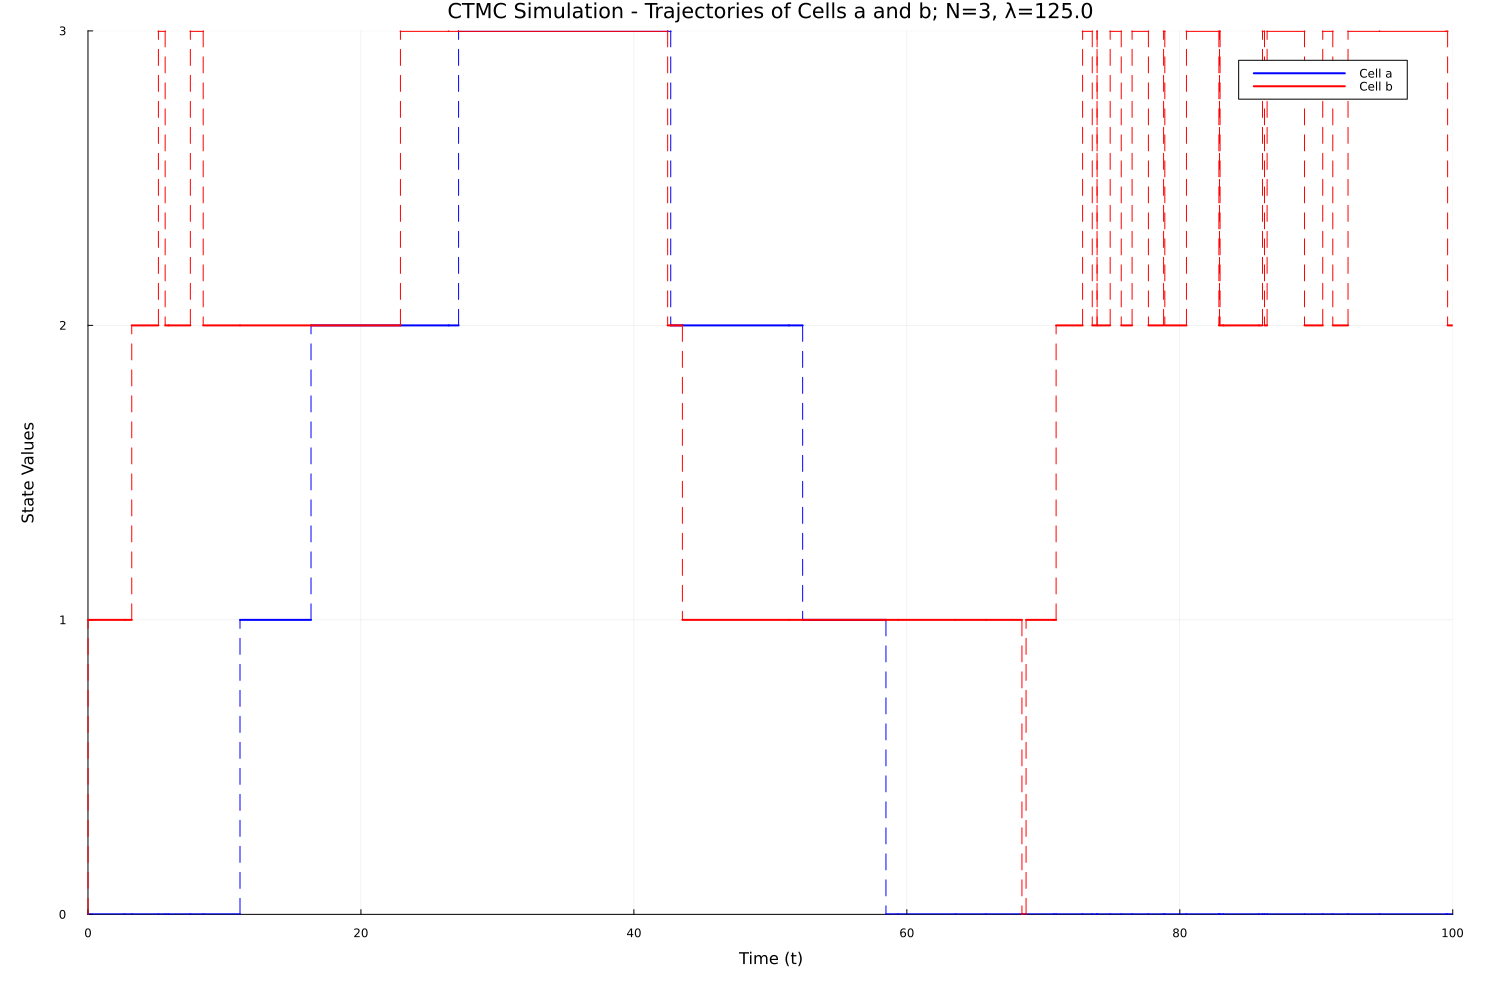 CTMC Simulation - Trajectories of Cells a and b; N=3, λ=125.0
3
Cell a
Cell b
2
State Values
1
0
0 20 40 60 80 100
Time (t)